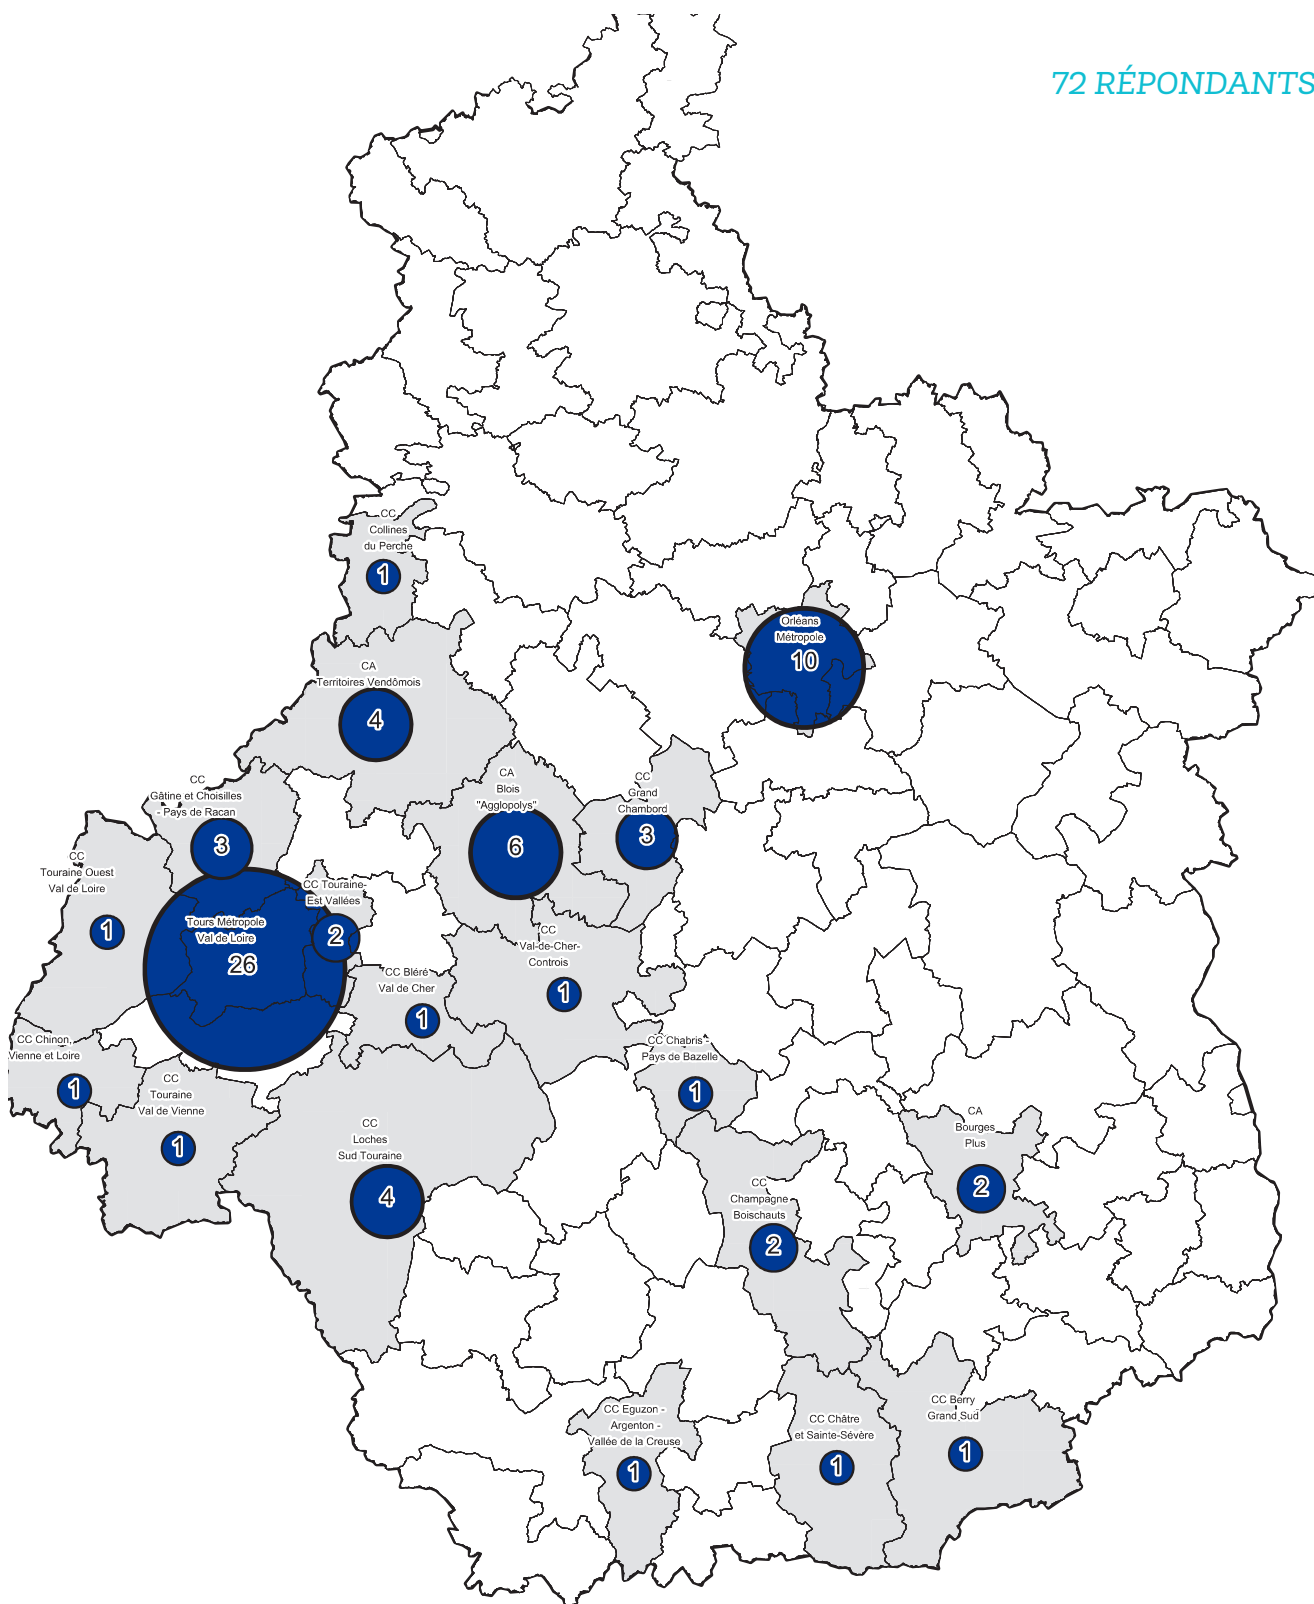 72 RÉPONDANTS
CC
Collines
du Perche
1
Orléans
Métropole
10
CA
Territoires Vendômois
4
CC
Gâtine et Choisilles
- Pays de Racan
3
CA
Blois
"Agglopolys"
6
CC
Grand
Chambord
3
CC
Touraine Ouest
Val de Loire
1
CC Touraine-
Est Vallées
2
Tours Métropole
Val de Loire
26
CC
Val-de-Cher-
Controis
1
CC Bléré
Val de Cher
1
CC Chinon,
Vienne et Loire
1
CC
Touraine
Val de Vienne
1
CC Chabris -
Pays de Bazelle
1
CC
Loches
Sud Touraine
4
CA
Bourges
Plus
2
CC
Champagne
Boischauts
2
CC Eguzon -
Argenton -
Vallée de la Creuse
1
CC Châtre
et Sainte-Sévère
1
CC Berry
Grand Sud
1